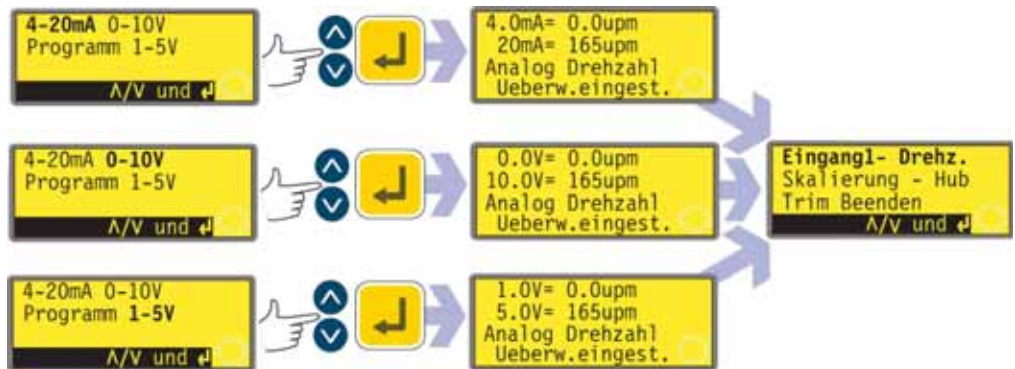 4-20mA 0-10V
Programm 1-5V
Λ/V und ↵
4.0mA= 0.0upm
20mA= 165upm
Analog Drehzahl
Ueberw.eingest.
4-20mA 0-10V
Programm 1-5V
Λ/V und ↵
0.0V= 0.0upm
10.0V= 165upm
Analog Drehzahl
Ueberw.eingest.
Eingang1- Drehz.
Skalierung - Hub
Trim Beenden
Λ/V und ↵
4-20mA 0-10V
Programm 1-5V
Λ/V und ↵
1.0V= 0.0upm
5.0V= 165upm
Analog Drehzahl
Ueberw.eingest.